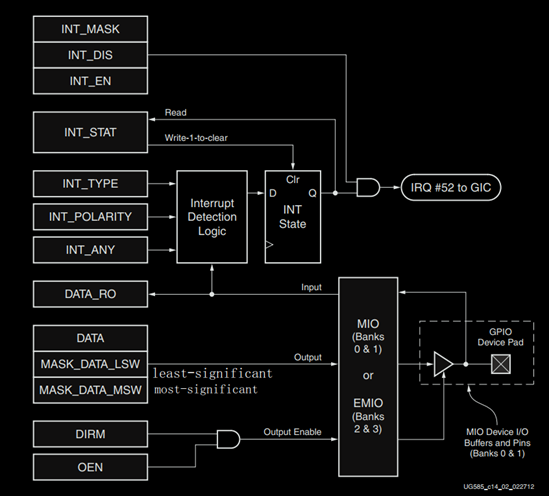 INT_MASK
INT_DIS
INT_EN
Read
INT_STAT
Write-1-to-clear
INT_TYPE
INT_POLARITY
INT_ANY
Interrupt
Detection
Logic
Clr
D
Q
INT
State
IRQ #52 to GIC
DATA_RO
Input
DATA
MASK_DATA_LSW
least-significant
Output
MASK_DATA_MSW
most-significant
MIO
(Banks
0 & 1)
or
EMIO
(Banks
2 & 3)
GPIO
Device Pad
DIRM
OEN
Output Enable
MIO Device I/O
Buffers and Pins
(Banks 0 & 1)
UG585_c14_02_022712